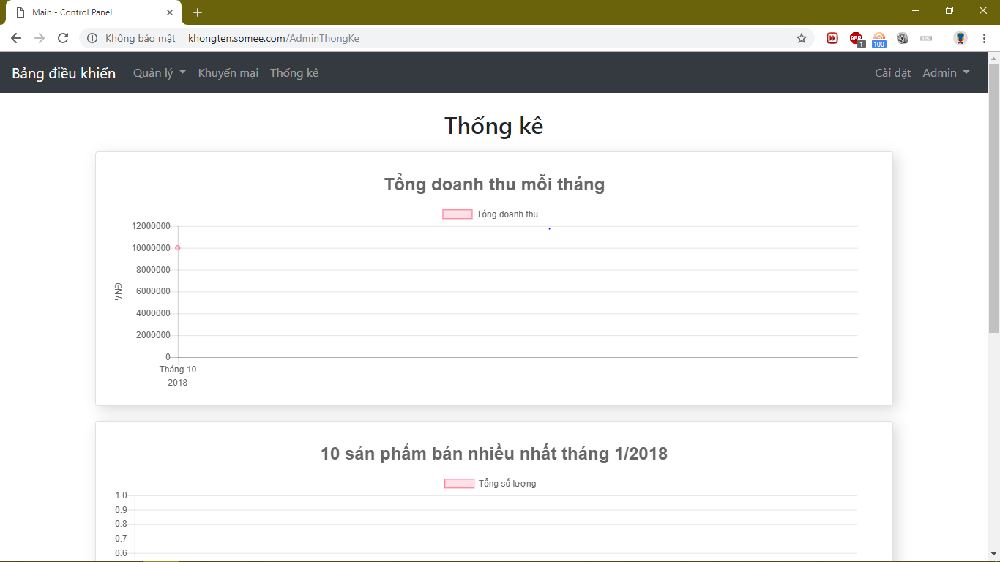 Main - Control Panel
Không bảo mật khongten.somee.com/AdminThongKe
ABP 1 100
Bảng điều khiển Quản lý Khuyến mại Thống kê Cài đặt Admin
Thống kê
Tổng doanh thu mỗi tháng
Tổng doanh thu
12000000
10000000
8000000
6000000
4000000
2000000
0
VNĐ
Tháng 10
2018
10 sản phẩm bán nhiều nhất tháng 1/2018
Tổng số lượng
1.0
0.9
0.8
0.7
0.6